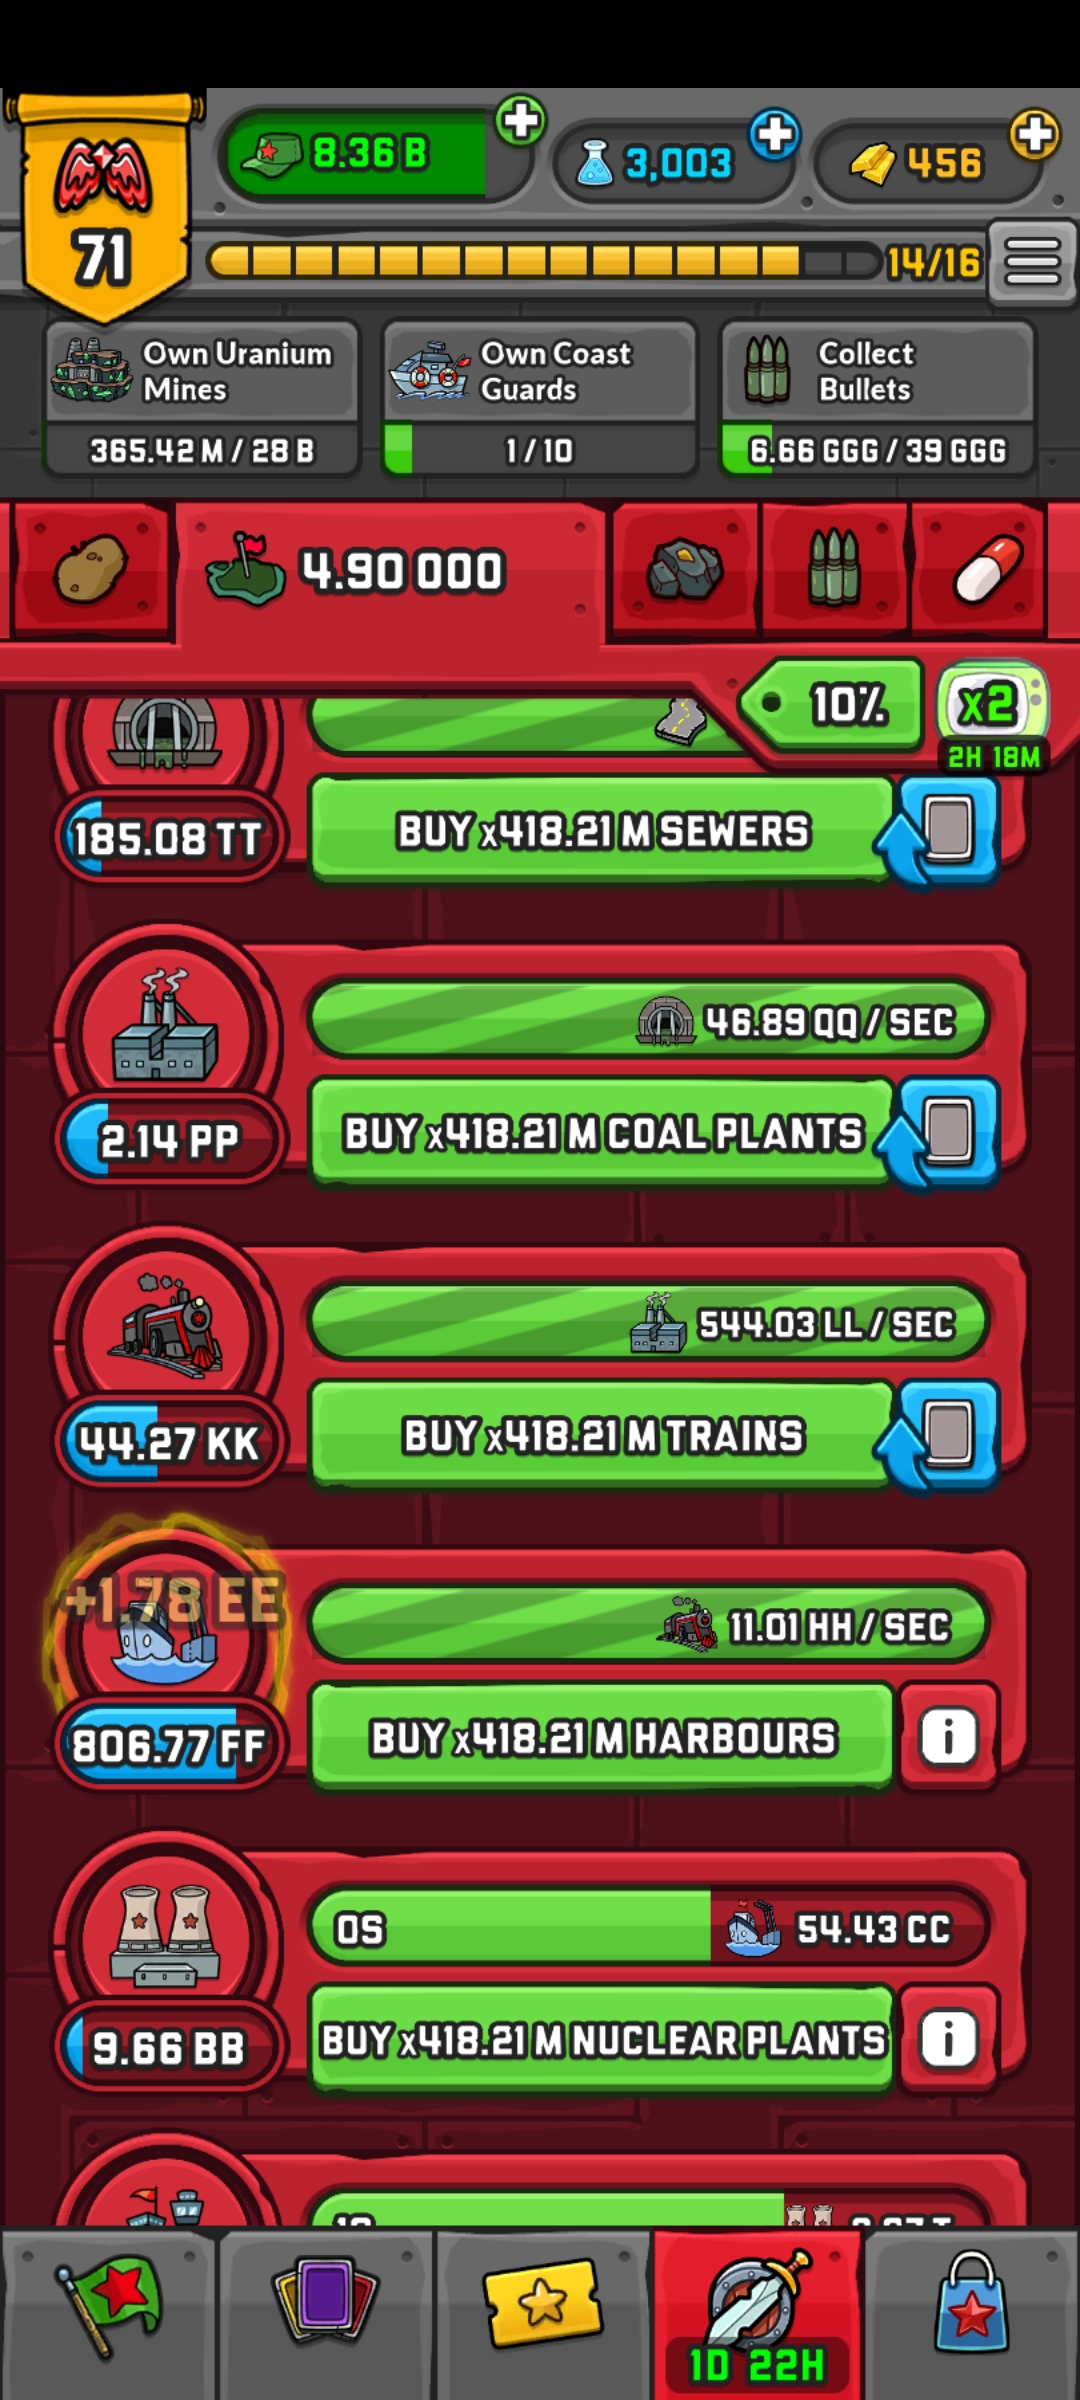 8.36 B
3,003
456
71
14/16
Own Uranium
Mines
365.42 M / 28 B
Own Coast
Guards
1 / 10
Collect
Bullets
6.66 GGG / 39 GGG
4.90 000
10%
x2
2H 18M
185.08 TT
BUY x418.21 M SEWERS
46.89 QQ / SEC
2.14 PP
BUY x418.21 M COAL PLANTS
544.03 LL / SEC
44.27 KK
BUY x418.21 M TRAINS
+1.78 EE
11.01 HH / SEC
806.77 FF
BUY x418.21 M HARBOURS
i
0S
54.43 CC
9.66 BB
BUY x418.21 M NUCLEAR PLANTS
i
1D 22H